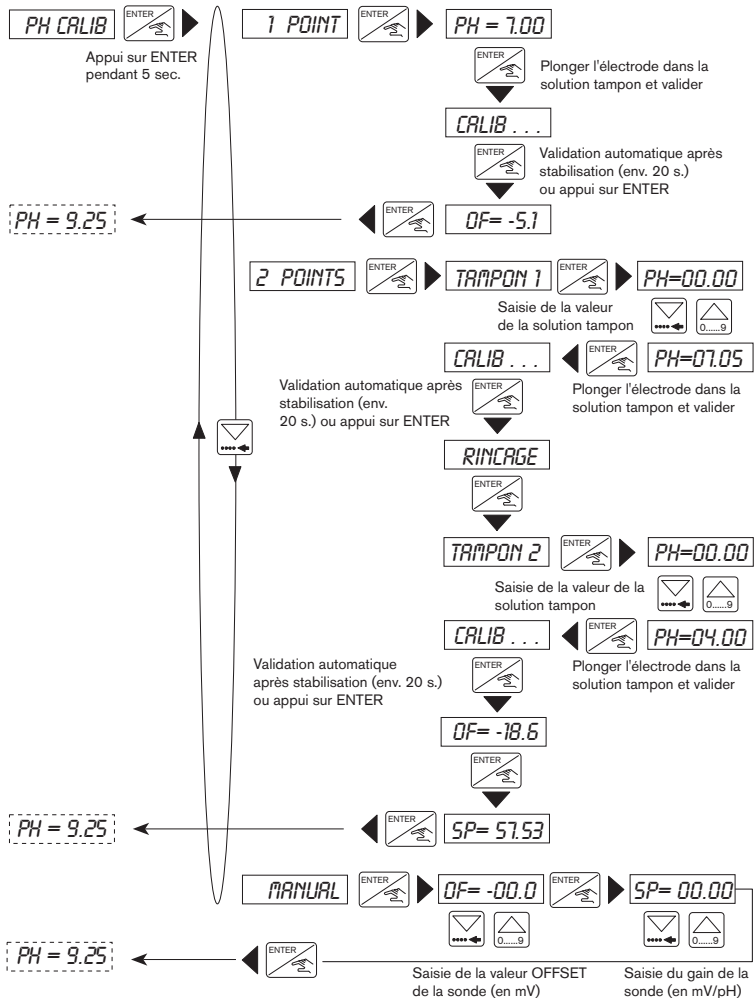 PH CALIB ENTER 1 POINT ENTER PH = 7.00
Appui sur ENTER
pendant 5 sec.
ENTER
Plonger l'électrode dans la
solution tampon et valider
CALIB . . .
ENTER
Validation automatique après
stabilisation (env. 20 s.)
ou appui sur ENTER
PH = 9.25 ENTER OF= -5.1
2 POINTS ENTER TAMPON 1 ENTER PH=00.00
Saisie de la valeur
de la solution tampon
0......9
CALIB . . . ENTER PH=07.05
Validation automatique après
stabilisation (env.
20 s.) ou appui sur ENTER
ENTER
Plonger l'électrode dans la
solution tampon et valider
RINCAGE
ENTER
TAMPON 2 ENTER PH=00.00
Saisie de la valeur de la
solution tampon
0......9
CALIB . . . ENTER PH=04.00
Validation automatique
après stabilisation (env. 20 s.)
ou appui sur ENTER
ENTER
Plonger l'électrode dans la
solution tampon et valider
OF= -18.6
ENTER
PH = 9.25 ENTER SP= 57.53
MANUAL ENTER OF= -00.0 ENTER SP= 00.00
0......9 0......9
PH = 9.25 ENTER
Saisie de la valeur OFFSET
de la sonde (en mV)
Saisie du gain de la
sonde (en mV/pH)